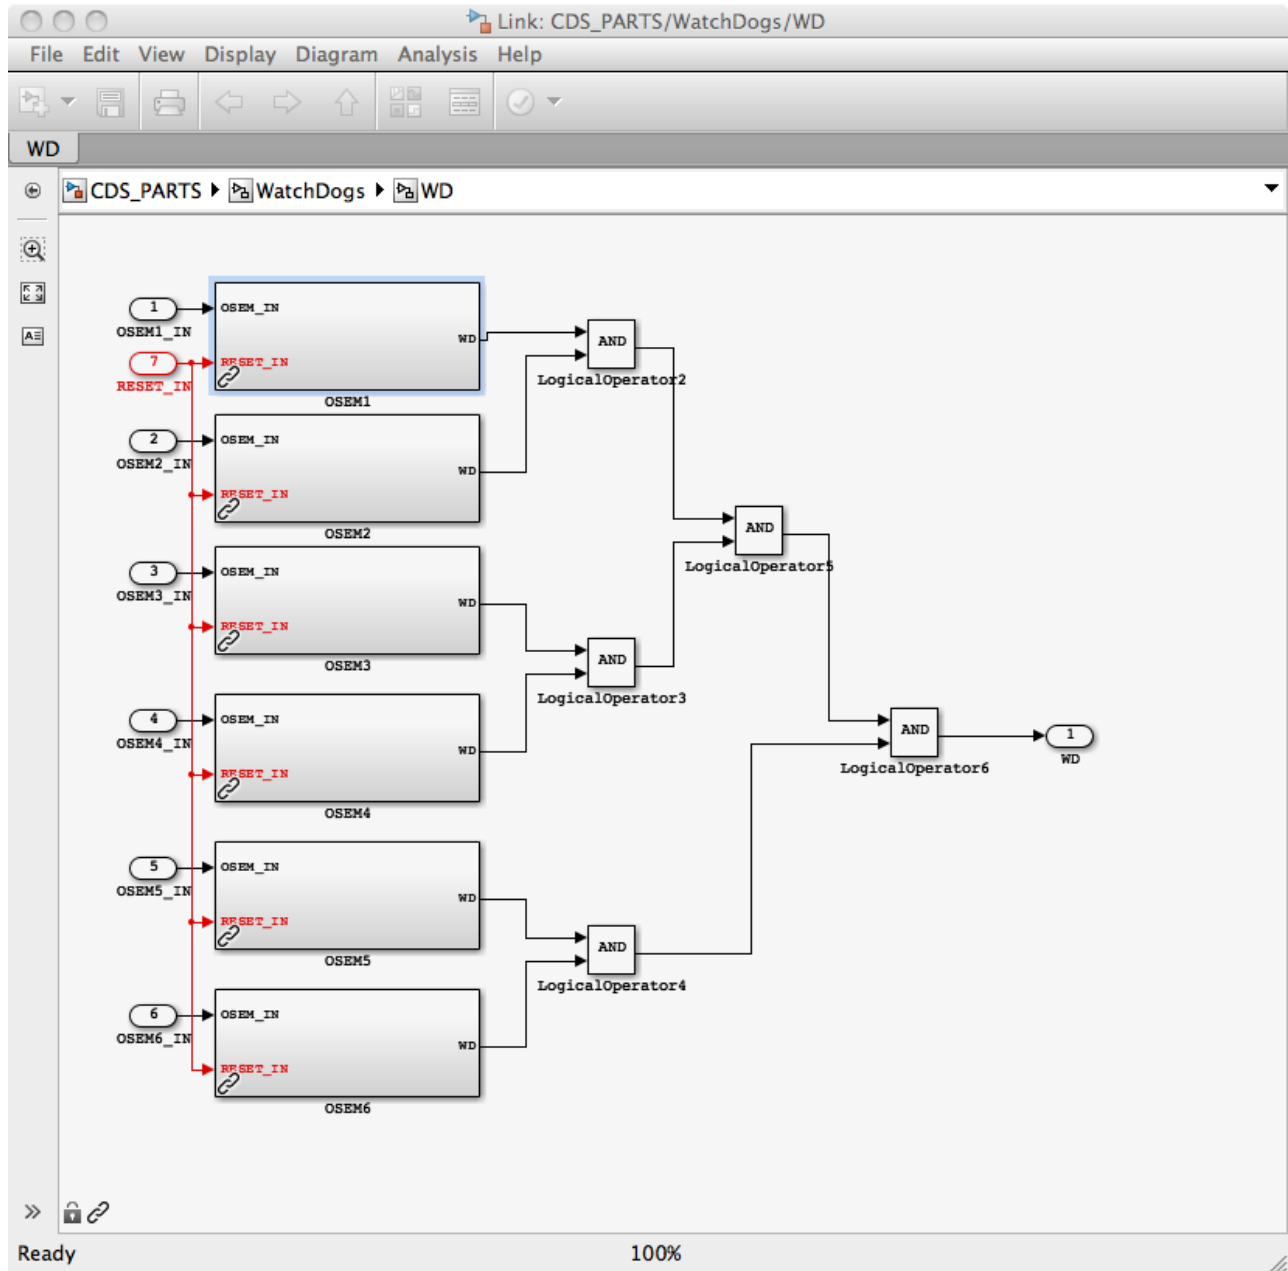 Link: CDS_PARTS/WatchDogs/WD
File Edit View Display Diagram Analysis Help
WD
CDS_PARTS WatchDogs WD
1
OSEM1_IN
7
RESET_IN
OSEM_IN
RESET_IN
WD
OSEM1
AND
LogicalOperator2
2
OSEM2_IN
OSEM_IN
RESET_IN
WD
OSEM2
3
OSEM3_IN
OSEM_IN
RESET_IN
WD
OSEM3
AND
LogicalOperator5
AND
LogicalOperator3
4
OSEM4_IN
OSEM_IN
RESET_IN
WD
OSEM4
AND
LogicalOperator6
1
WD
5
OSEM5_IN
OSEM_IN
RESET_IN
WD
OSEM5
AND
LogicalOperator4
6
OSEM6_IN
OSEM_IN
RESET_IN
WD
OSEM6
Ready
100%